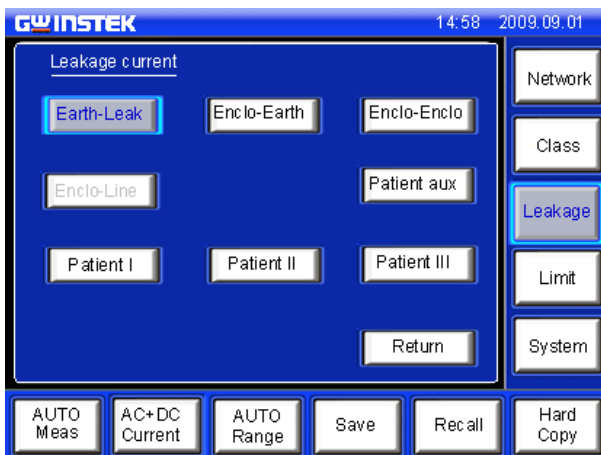 GWINSTEK 14:58 2009.09.01
Leakage current
Earth-Leak Enclo-Earth Enclo-Enclo
Enclo-Line Patient aux
Patient I Patient II Patient III
Return
Network
Class
Leakage
Limit
System
AUTO Meas
AC+DC Current
AUTO Range
Save
Recall
Hard Copy